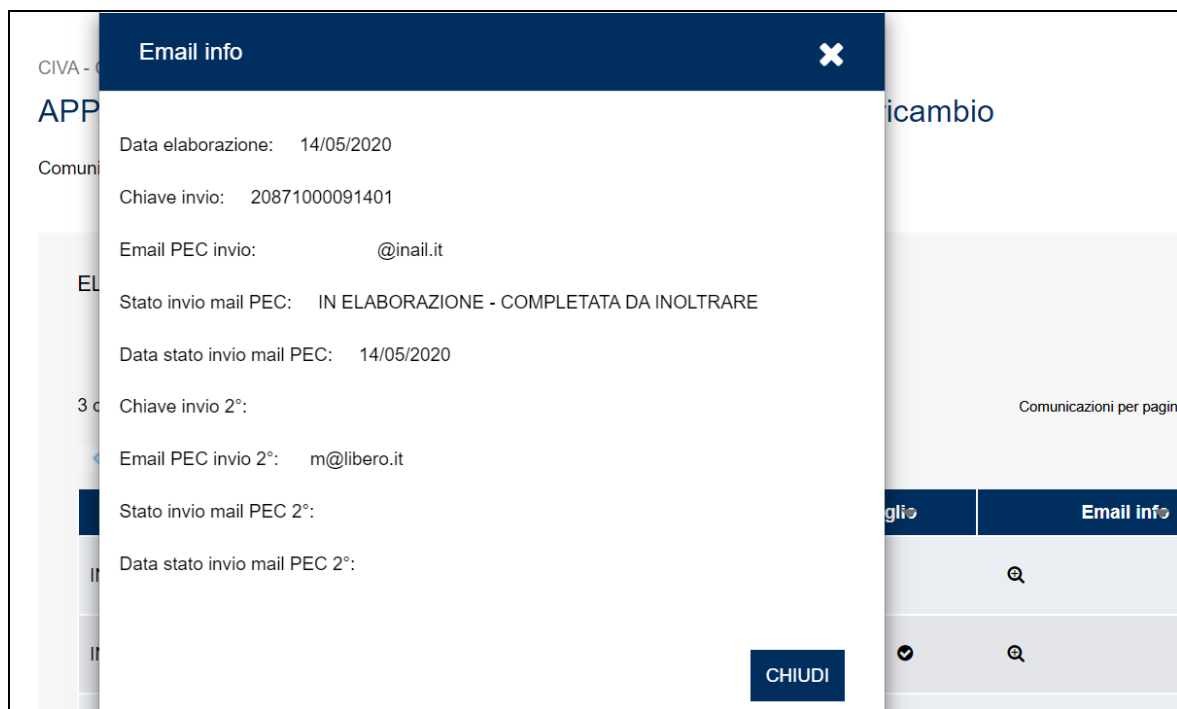 Email info
CIVA - 
APP
icambio
Comuni
Data elaborazione: 14/05/2020
Chiave invio: 20871000091401
Email PEC invio: @inail.it
EL
Stato invio mail PEC: IN ELABORAZIONE - COMPLETATA DA INOLTRARE
Data stato invio mail PEC: 14/05/2020
3 Chiave invio 2°: Comunicazioni per pagin
Email PEC invio 2°: m@libero.it
Stato invio mail PEC 2°: glio Email info
Data stato invio mail PEC 2°:
IN
IN
CHIUDI